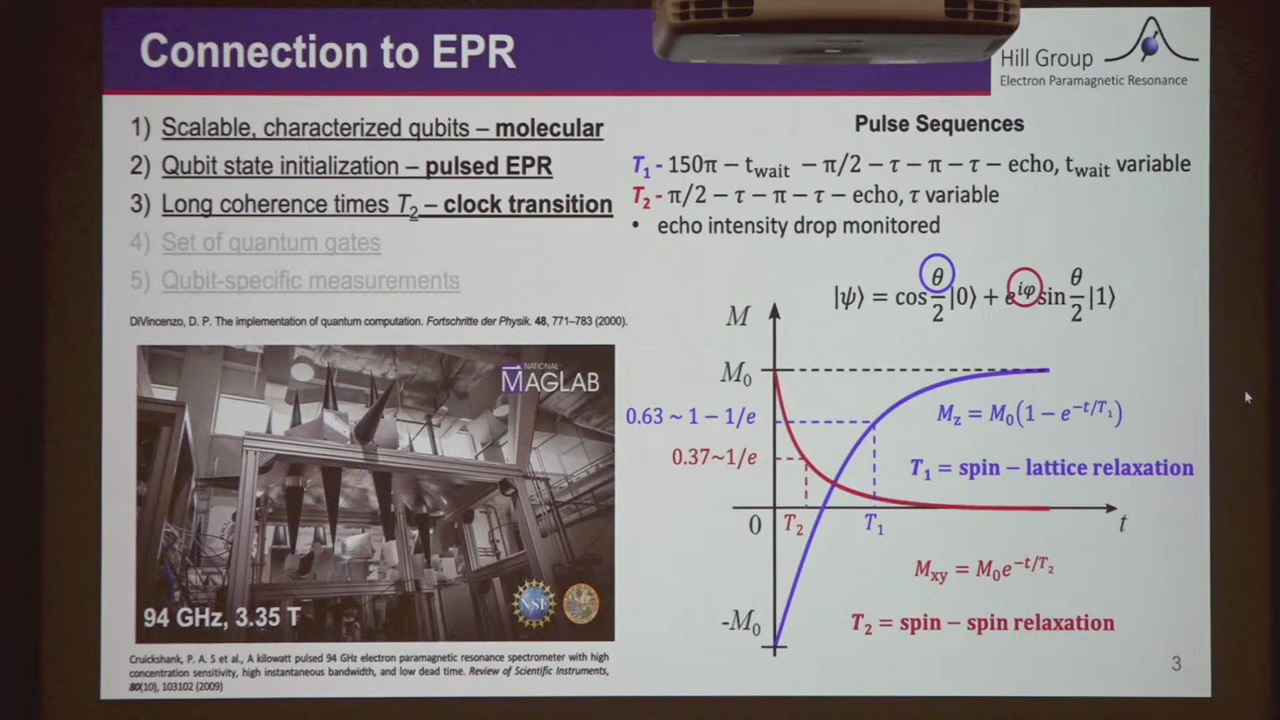 Connection to EPR
Hill Group
Electron Paramagnetic Resonance
1) Scalable, characterized qubits – molecular
2) Qubit state initialization – pulsed EPR
3) Long coherence times T₂ – clock transition
4) Set of quantum gates
5) Qubit-specific measurements
DiVincenzo, D. P. The implementation of quantum computation. Fortschritte der Physik. 48, 771–783 (2000).
NATIONAL
MAGLAB
NSF
94 GHz, 3.35 T
Cruickshank, P. A. S et al., A kilowatt pulsed 94 GHz electron paramagnetic resonance spectrometer with high
concentration sensitivity, high instantaneous bandwidth, and low dead time. Review of Scientific Instruments,
80(10), 103102 (2009)
Pulse Sequences
T₁ - 150π − t_wait − π/2 − τ − π − τ − echo, t_wait variable
T₂ - π/2 − τ − π − τ − echo, τ variable
• echo intensity drop monitored
|ψ⟩ = cos θ/2 |0⟩ + e^{iφ} sin θ/2 |1⟩
M
M₀
0.63 ~ 1 − 1/e
M_z = M₀(1 − e^{−t/T₁})
0.37~1/e
T₁ = spin − lattice relaxation
0
T₂
T₁
t
M_xy = M₀e^{−t/T₂}
-M₀
T₂ = spin − spin relaxation
3